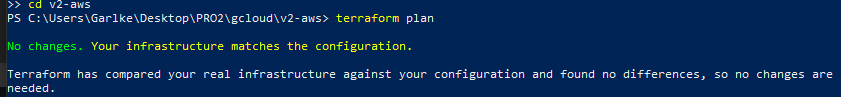 >> cd v2-aws
PS C:\Users\Garlke\Desktop\PRO2\gcloud\v2-aws> terraform plan
No changes. Your infrastructure matches the configuration.
Terraform has compared your real infrastructure against your configuration and found no differences, so no changes are
needed.